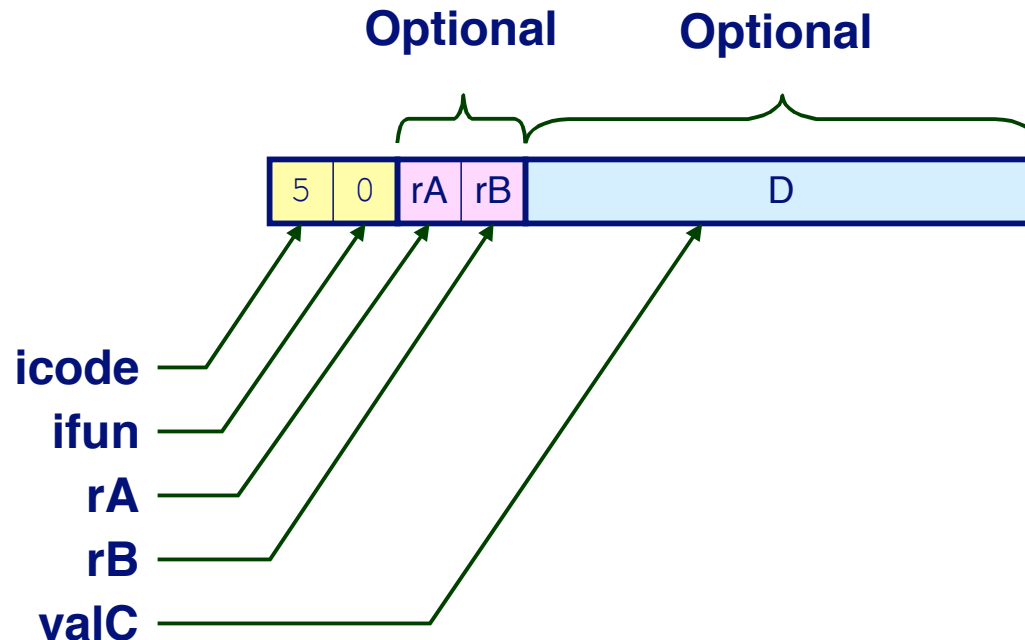 Optional Optional
5 0 rA rB D
icode
ifun
rA
rB
valC